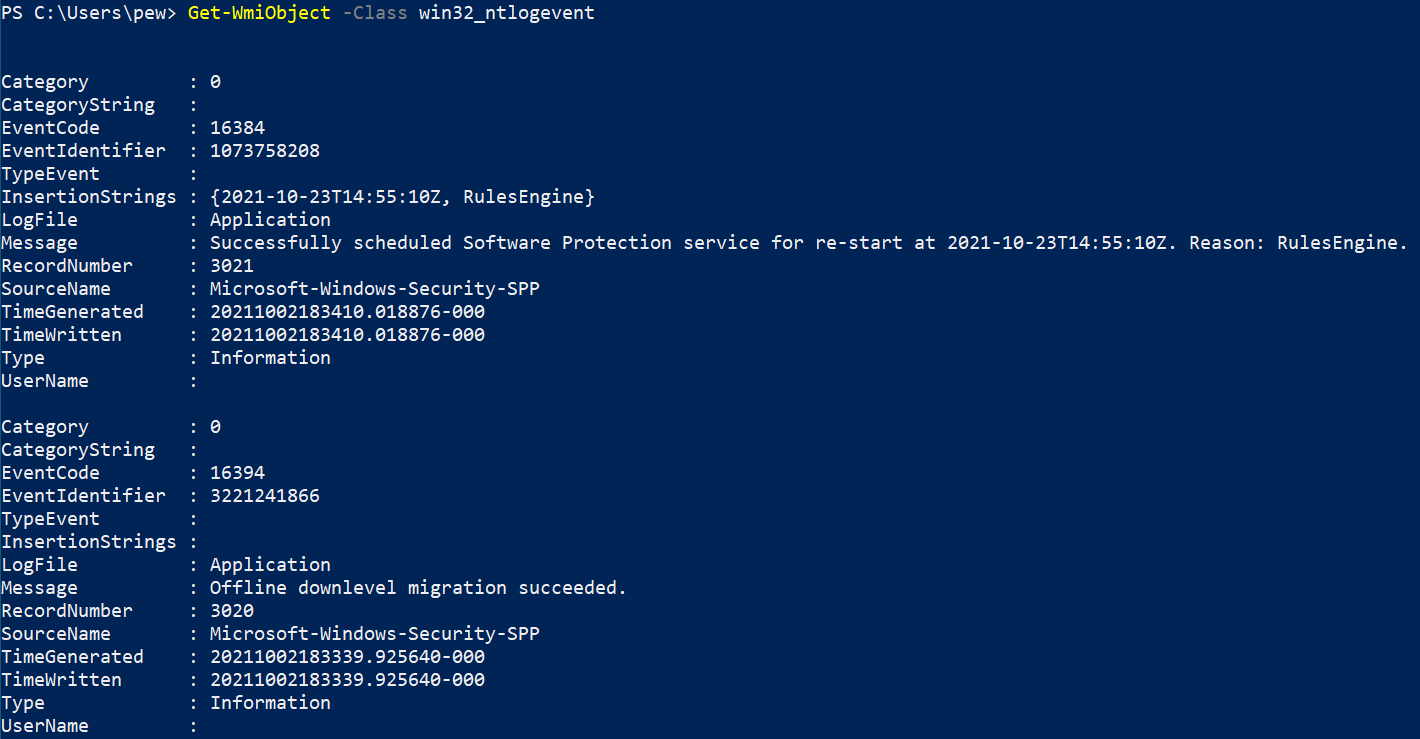 PS C:\Users\pew> Get-WmiObject -Class win32_ntlogevent
Category : 0
CategoryString :
EventCode : 16384
EventIdentifier : 1073758208
TypeEvent :
InsertionStrings : {2021-10-23T14:55:10Z, RulesEngine}
LogFile : Application
Message : Successfully scheduled Software Protection service for re-start at 2021-10-23T14:55:10Z. Reason: RulesEngine.
RecordNumber : 3021
SourceName : Microsoft-Windows-Security-SPP
TimeGenerated : 20211002183410.018876-000
TimeWritten : 20211002183410.018876-000
Type : Information
UserName :
Category : 0
CategoryString :
EventCode : 16394
EventIdentifier : 3221241866
TypeEvent :
InsertionStrings :
LogFile : Application
Message : Offline downlevel migration succeeded.
RecordNumber : 3020
SourceName : Microsoft-Windows-Security-SPP
TimeGenerated : 20211002183339.925640-000
TimeWritten : 20211002183339.925640-000
Type : Information
UserName :